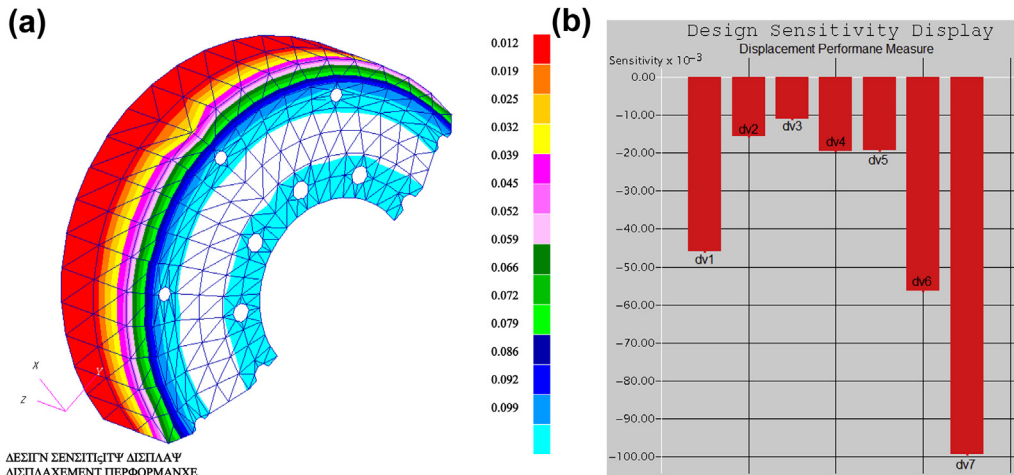 (a)
0.012
0.019
0.025
0.032
0.039
0.045
0.052
0.059
0.066
0.072
0.079
0.086
0.092
0.099
X
Y
Z
ΔΕΣΙΓΝ ΣΕΝΣΙΤΙςΙΤΨ ΔΙΣΠΛΑΨ
ΔΙΣΠΛΑΧΕΜΕΝΤ ΠΕΡΦΟΡΜΑΝΧΕ
(b)
Design Sensitivity Display
Displacement Performane Measure
Sensitivity x 10⁻³
0.00
-10.00
-20.00
-30.00
-40.00
-50.00
-60.00
-70.00
-80.00
-90.00
-100.00
dv1
dv2
dv3
dv4
dv5
dv6
dv7